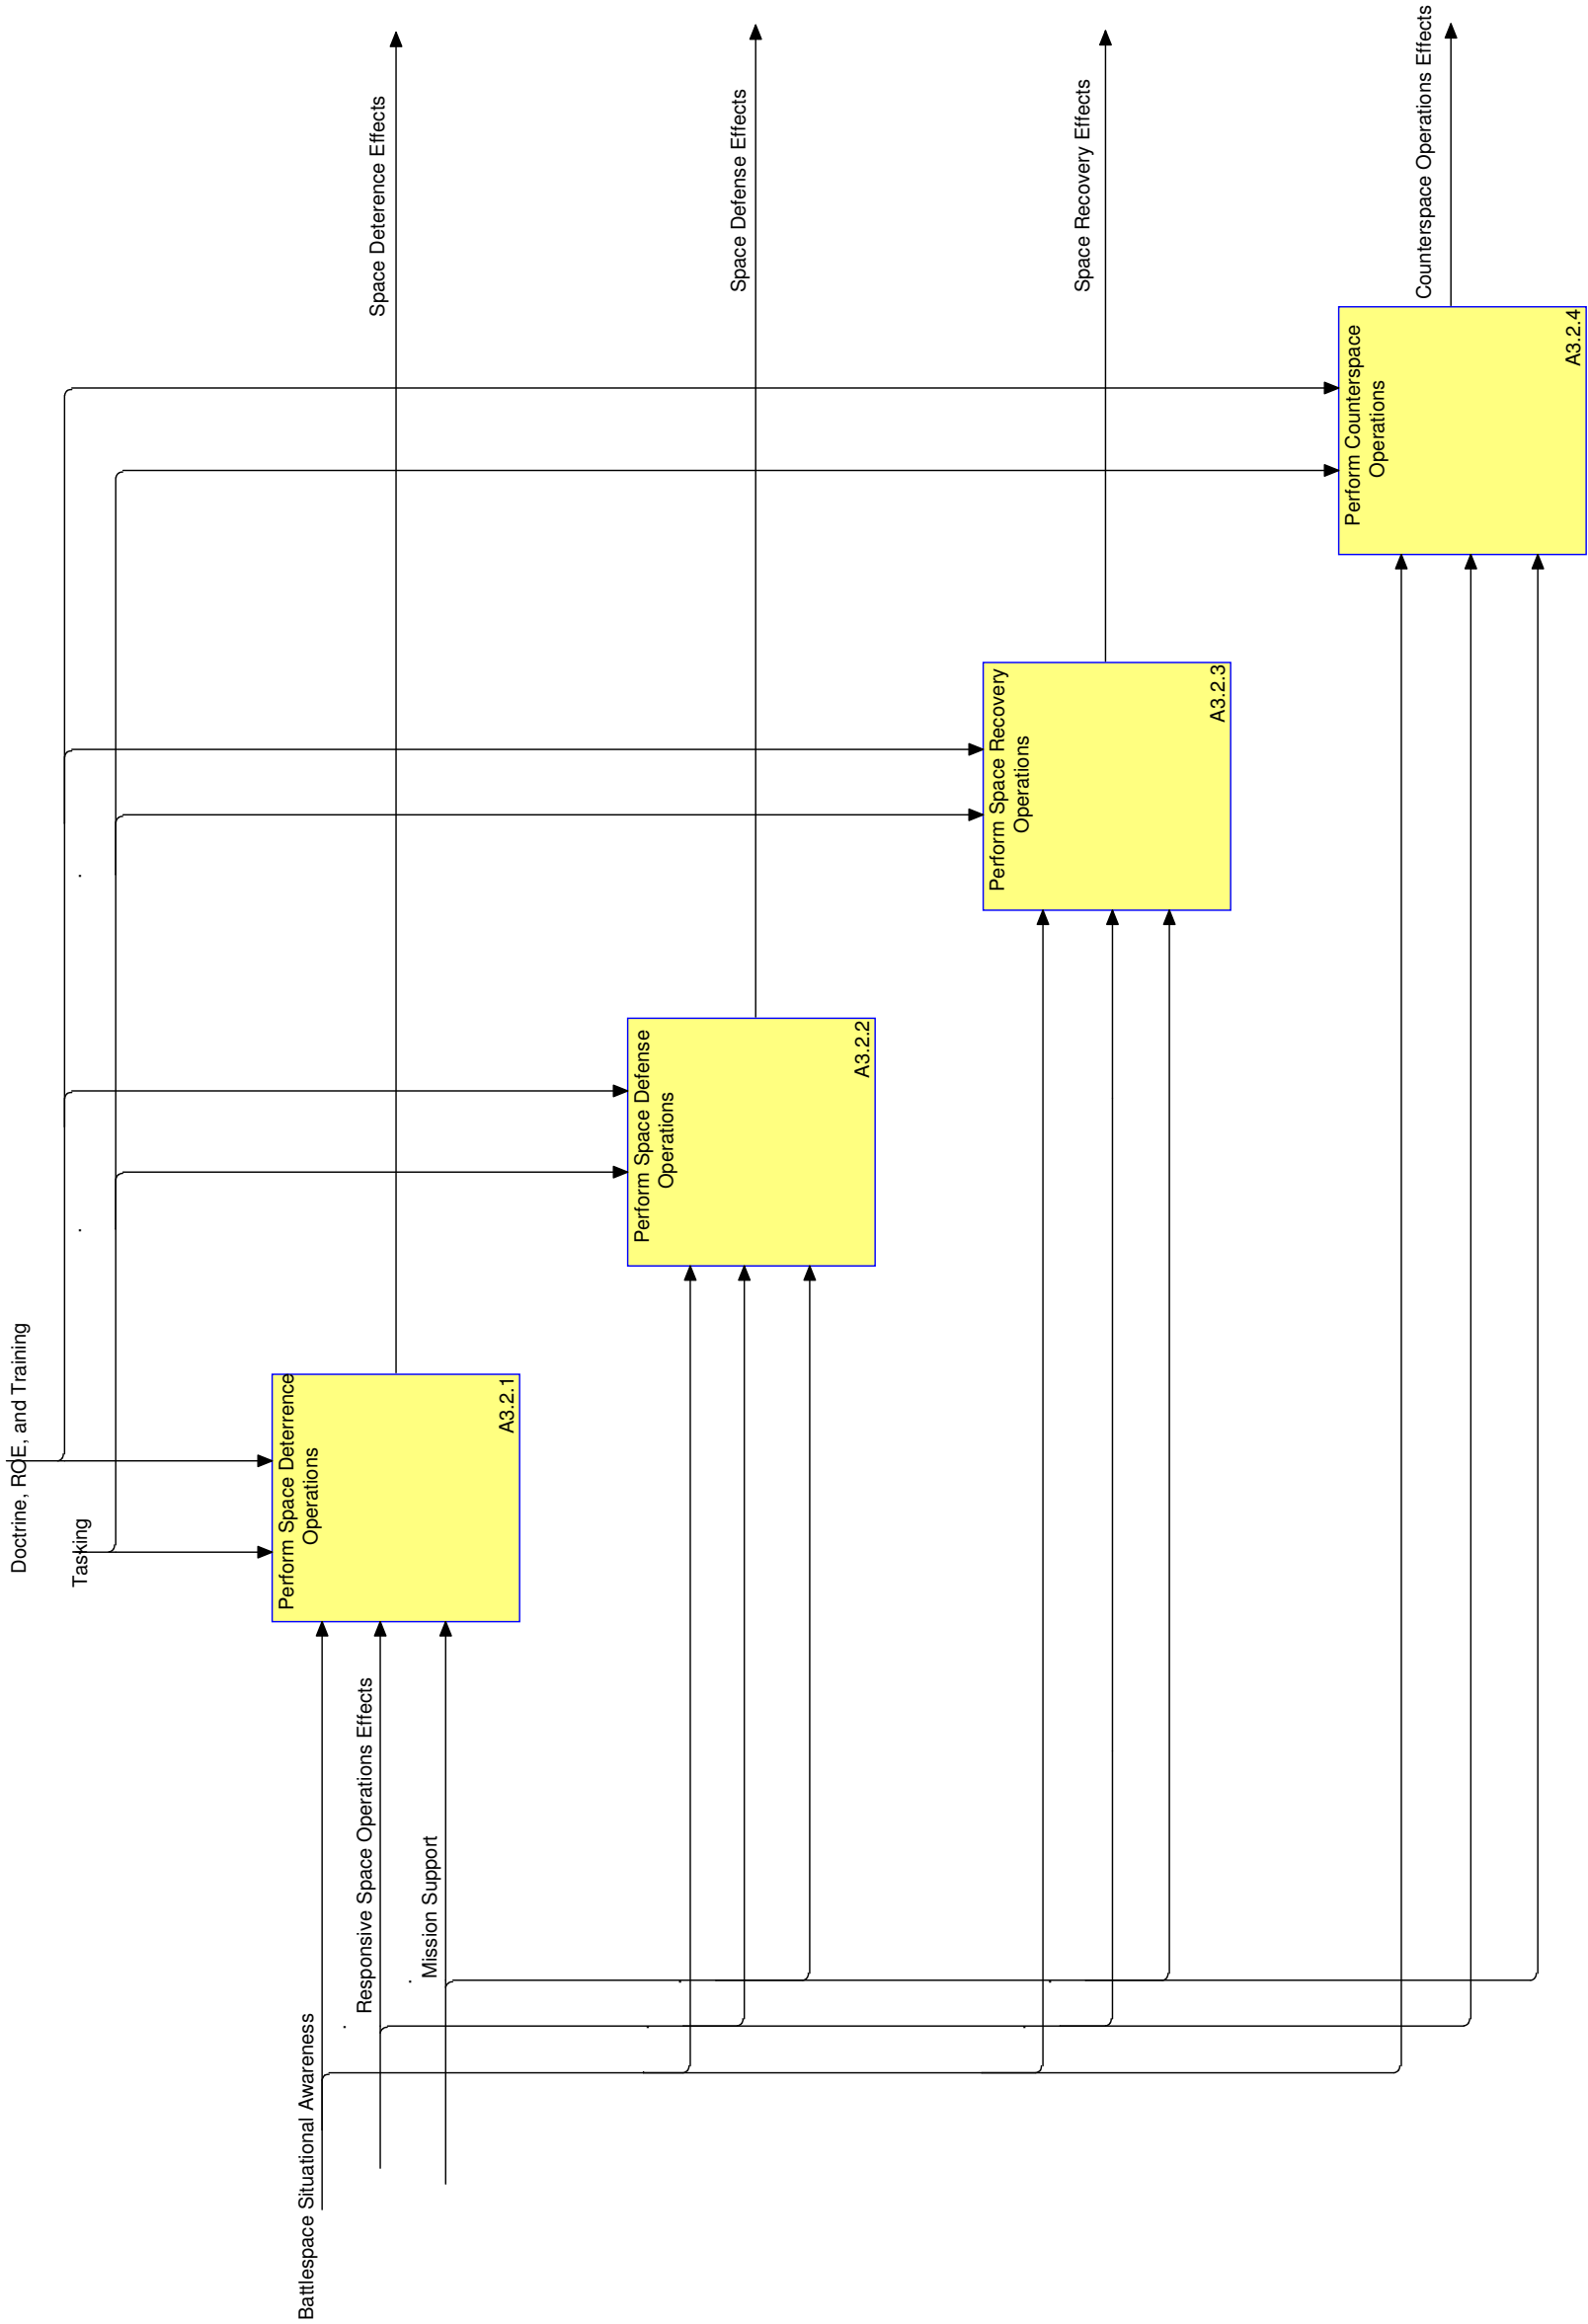 Doctrine, ROE, and Training
Tasking
Battlespace Situational Awareness
Responsive Space Operations Effects
Mission Support
Perform Space Deterrence
Operations
A3.2.1
Space Deterence Effects
Perform Space Defense
Operations
A3.2.2
Space Defense Effects
Perform Space Recovery
Operations
A3.2.3
Space Recovery Effects
Perform Counterspace
Operations
A3.2.4
Counterspace Operations Effects